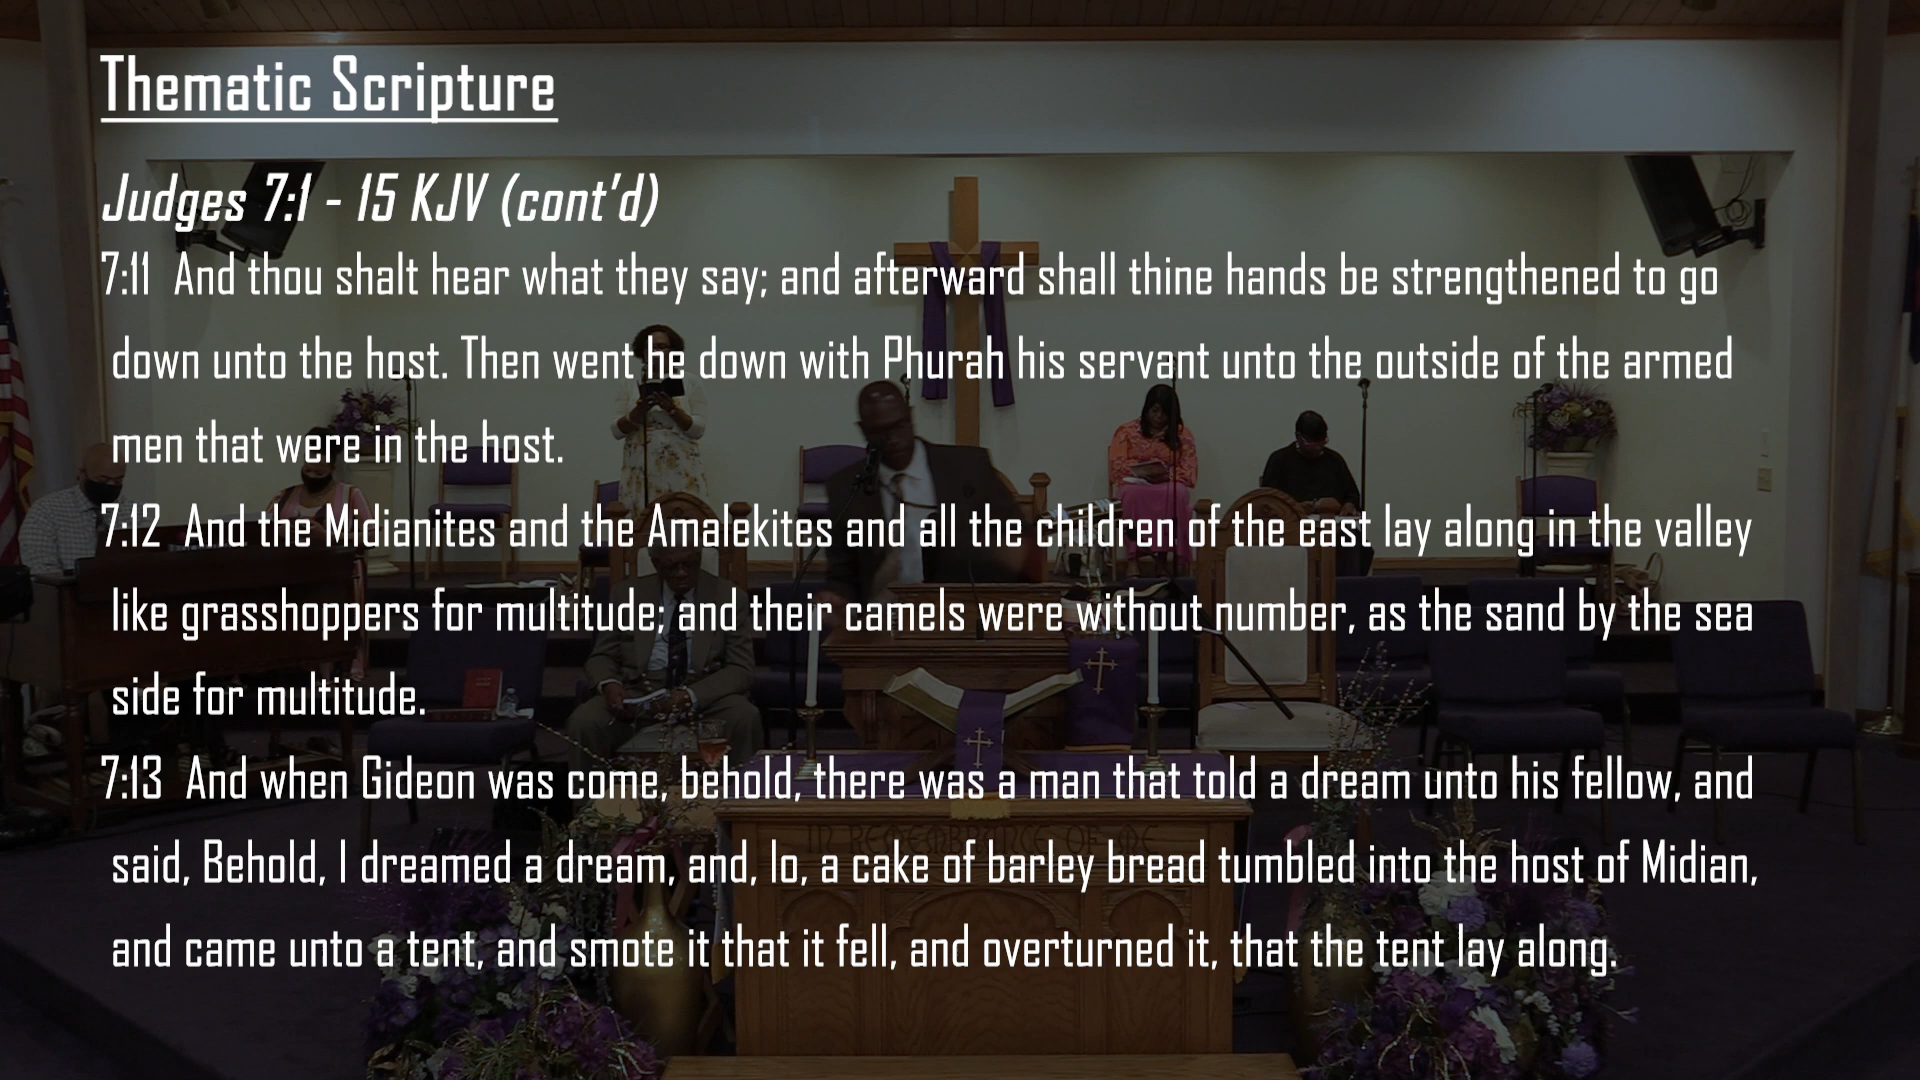 Thematic Scripture
Judges 7:1 - 15 KJV (cont'd)
7:11 And thou shalt hear what they say; and afterward shall thine hands be strengthened to go
down unto the host. Then went he down with Phurah his servant unto the outside of the armed
men that were in the host.
7:12 And the Midianites and the Amalekites and all the children of the east lay along in the valley
like grasshoppers for multitude; and their camels were without number, as the sand by the sea
side for multitude.
7:13 And when Gideon was come, behold, there was a man that told a dream unto his fellow, and
said, Behold, I dreamed a dream, and, lo, a cake of barley bread tumbled into the host of Midian,
and came unto a tent, and smote it that it fell, and overturned it, that the tent lay along.
IN REMEMBRANCE OF ME